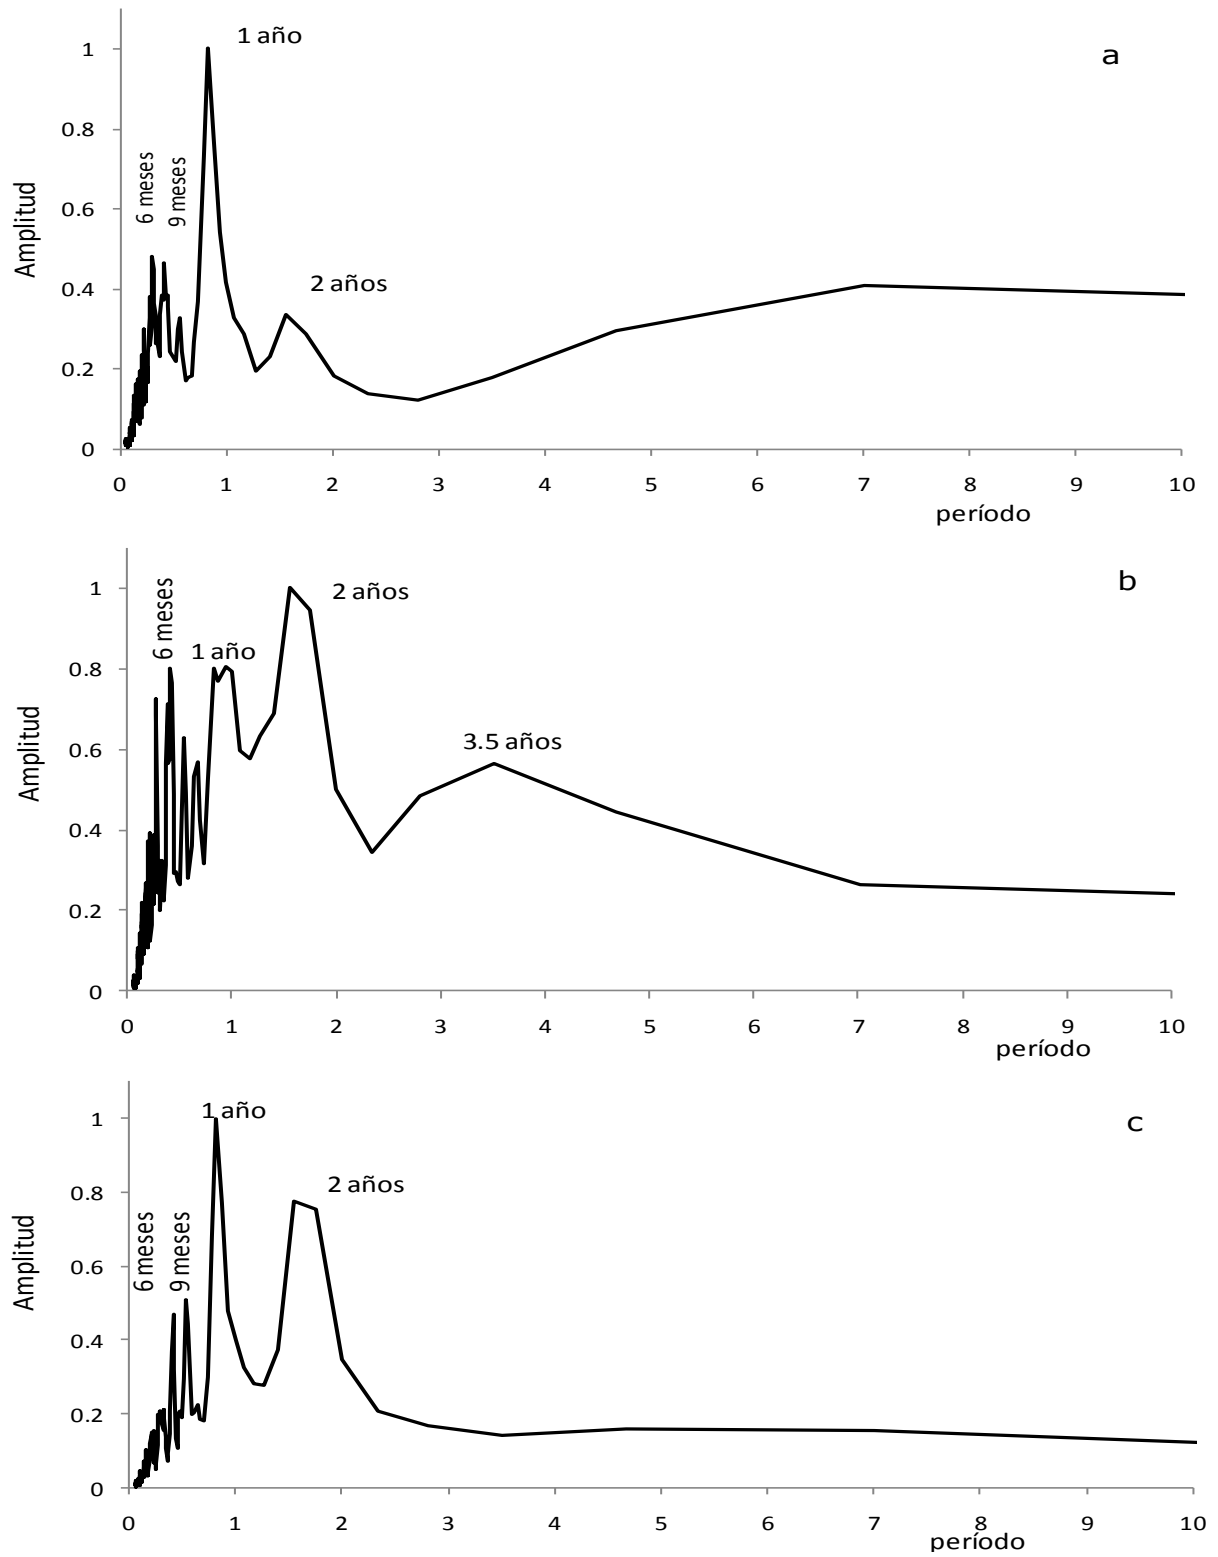 1 año
a
1
0.8
6 meses
9 meses
0.6
Amplitud
2 años
0.4
0.2
0
0 1 2 3 4 5 6 7 8 9 10
período
b
6 meses
2 años
1
1 año
0.8
3.5 años
0.6
Amplitud
0.4
0.2
0
0 1 2 3 4 5 6 7 8 9 10
período
1 año
c
1
2 años
0.8
6 meses
9 meses
0.6
Amplitud
0.4
0.2
0
0 1 2 3 4 5 6 7 8 9 10
período